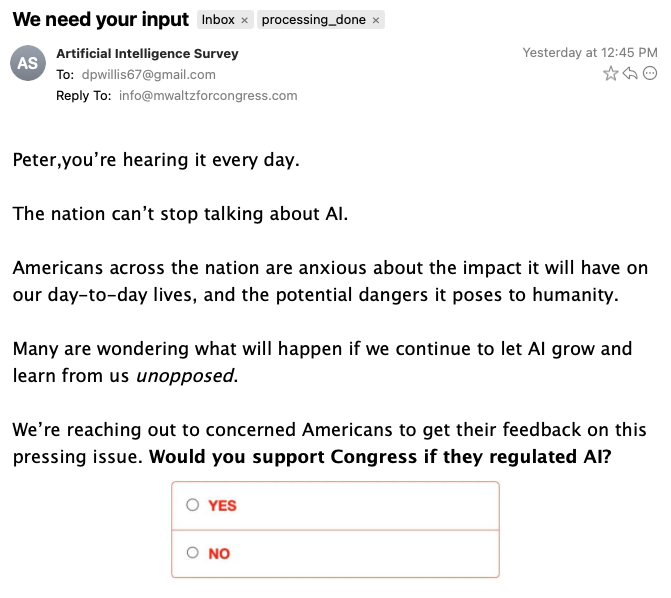 We need your input Inbox × processing_done ×
AS
Artificial Intelligence Survey
Yesterday at 12:45 PM
To: dpwillis67@gmail.com
Reply To: info@mwaltzforcongress.com
Peter,you’re hearing it every day.
The nation can’t stop talking about AI.
Americans across the nation are anxious about the impact it will have on
our day-to-day lives, and the potential dangers it poses to humanity.
Many are wondering what will happen if we continue to let AI grow and
learn from us unopposed.
We’re reaching out to concerned Americans to get their feedback on this
pressing issue. Would you support Congress if they regulated AI?
YES
NO